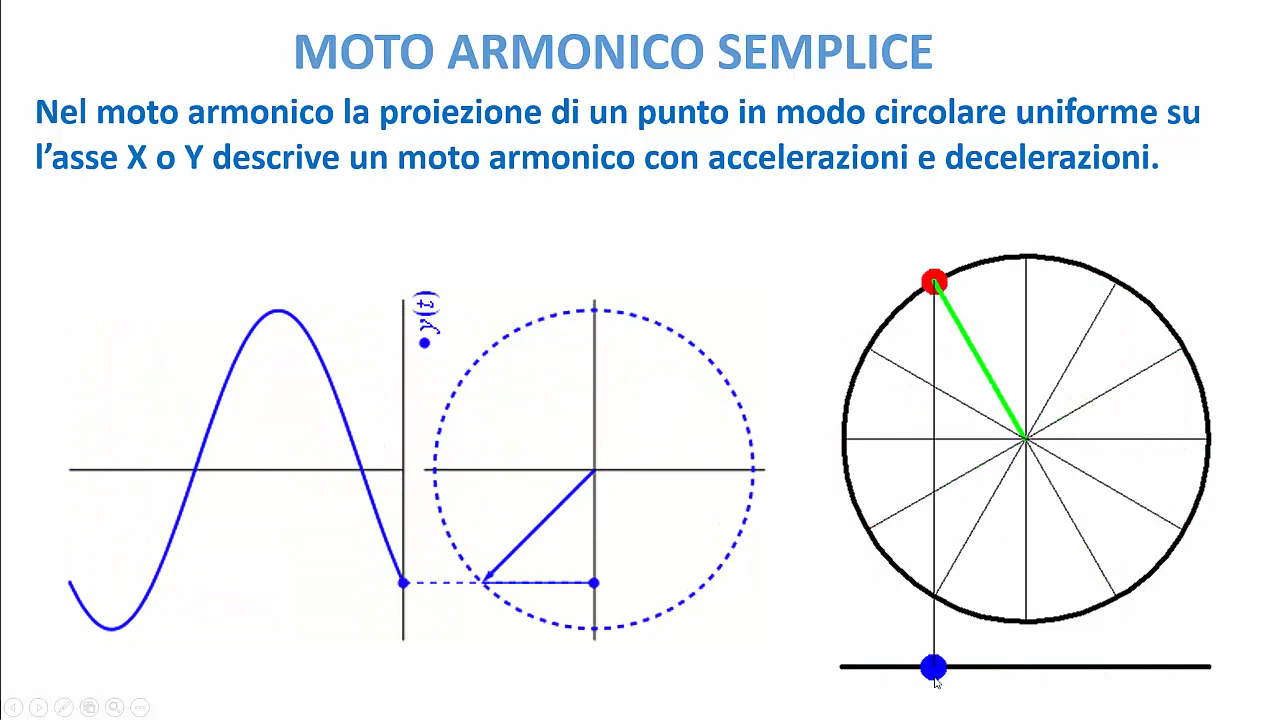 MOTO ARMONICO SEMPLICE
Nel moto armonico la proiezione di un punto in modo circolare uniforme su
l’asse X o Y descrive un moto armonico con accelerazioni e decelerazioni.
y(t)